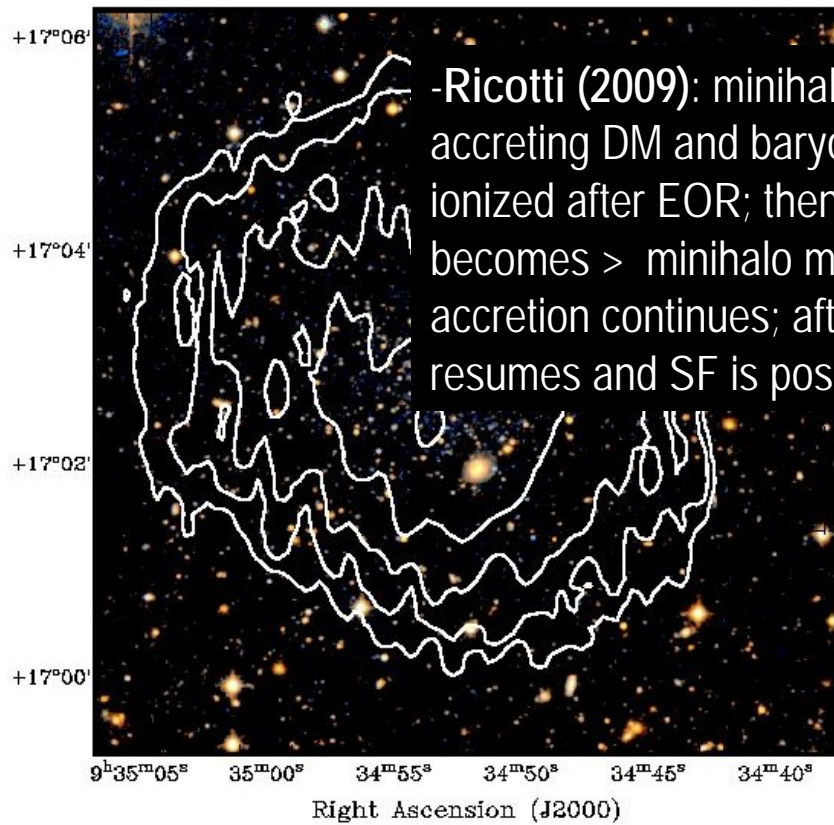 +17°06'
-Ricotti (2009): minihal
accreting DM and baryo
ionized after EOR; then
+17°04'
becomes > minihalo m
accretion continues; aft
resumes and SF is pos
+17°02'
+17°00'
9ʰ35ᵐ05ˢ 35ᵐ00ˢ 34ᵐ55ˢ 34ᵐ50ˢ 34ᵐ45ˢ 34ᵐ40ˢ
Right Ascension (J2000)